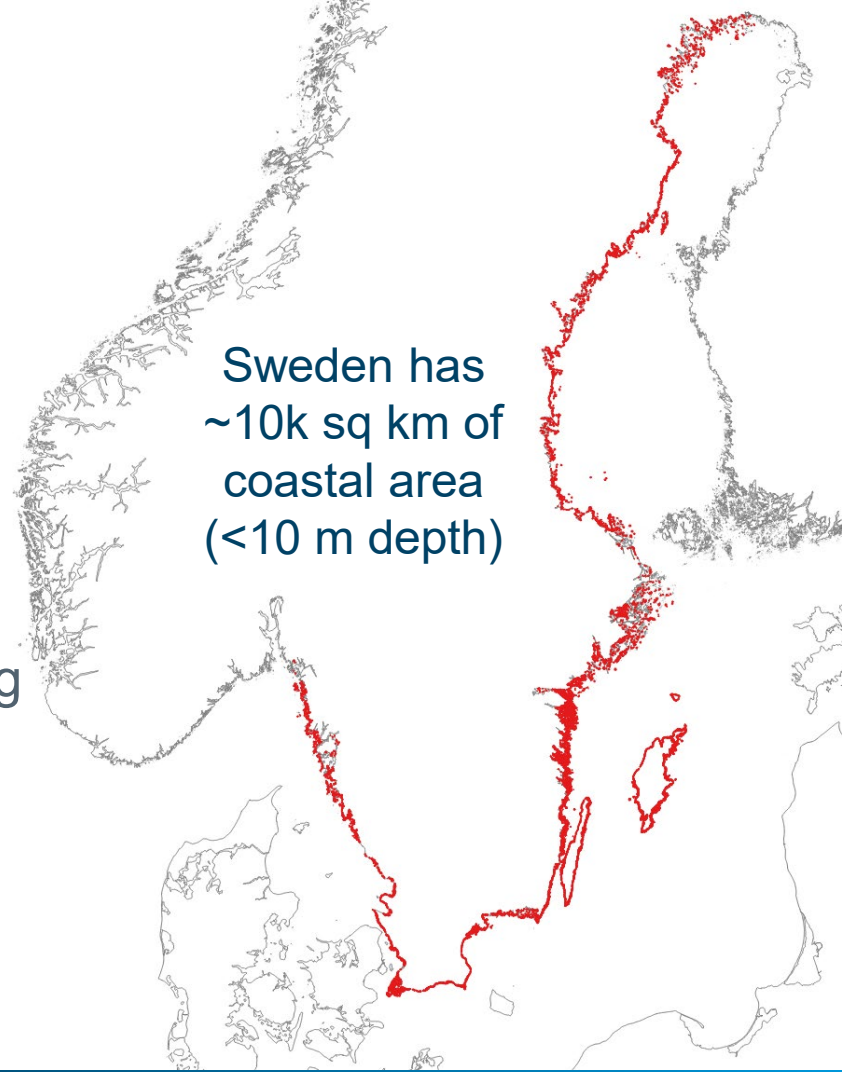 Sweden has
~10k sq km of
coastal area
(<10 m depth)
g